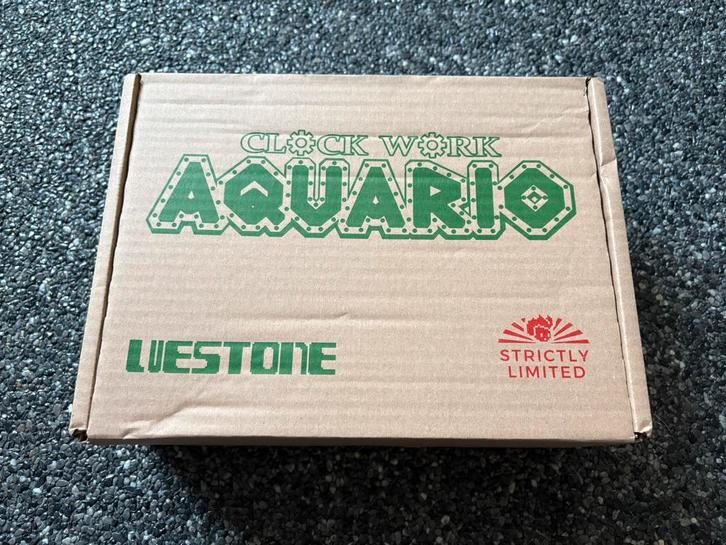 CLOCK WORK
AQUARIO
WESTONE
STRICTLY
LIMITED